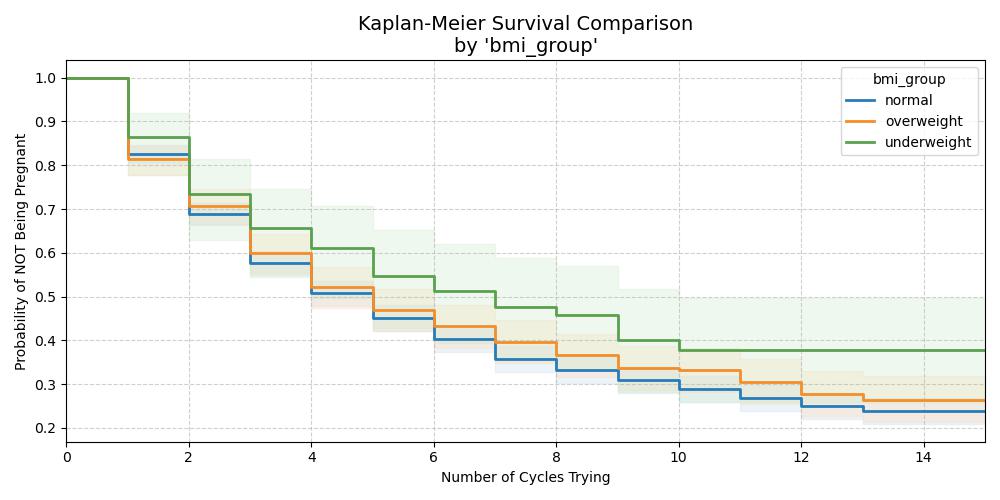 Kaplan-Meier Survival Comparison
by 'bmi_group'
Probability of NOT Being Pregnant
1.0
0.9
0.8
0.7
0.6
0.5
0.4
0.3
0.2
bmi_group
normal
overweight
underweight
0 2 4 6 8 10 12 14
Number of Cycles Trying